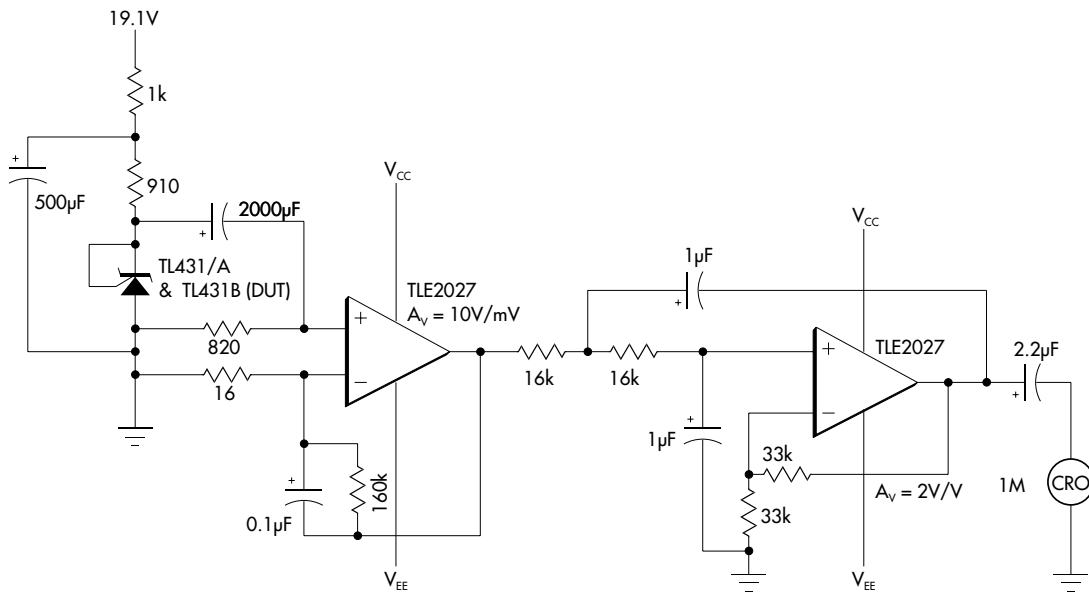 19.1V
1k
910
500µF
+
2000µF
+
TL431/A
& TL431B (DUT)
820
16
VCC
TLE2027
AV = 10V/mV
+
–
+
0.1µF
160k
VEE
16k
16k
1µF
+
1µF
+
VCC
TLE2027
+
–
33k
33k
AV = 2V/V
VEE
2.2µF
+
1M
CRO